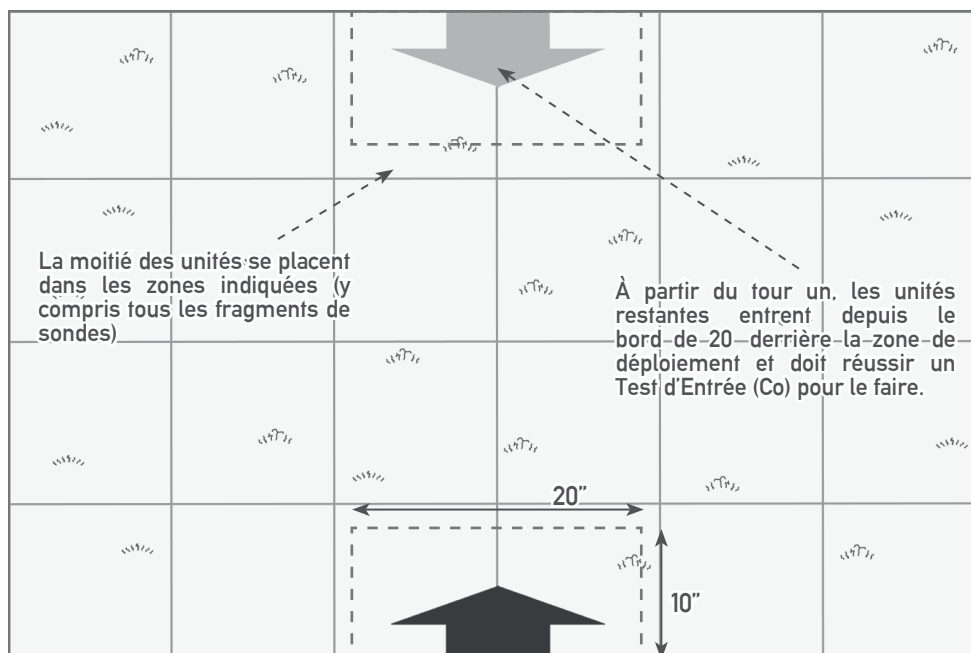 La moitié des unités se placent
dans les zones indiquées (y
compris tous les fragments de
sondes)
À partir du tour un, les unités
restantes entrent depuis le
bord de 20 derrière la zone de
déploiement et doit réussir un
Test d’Entrée (Co) pour le faire.
20”
10”